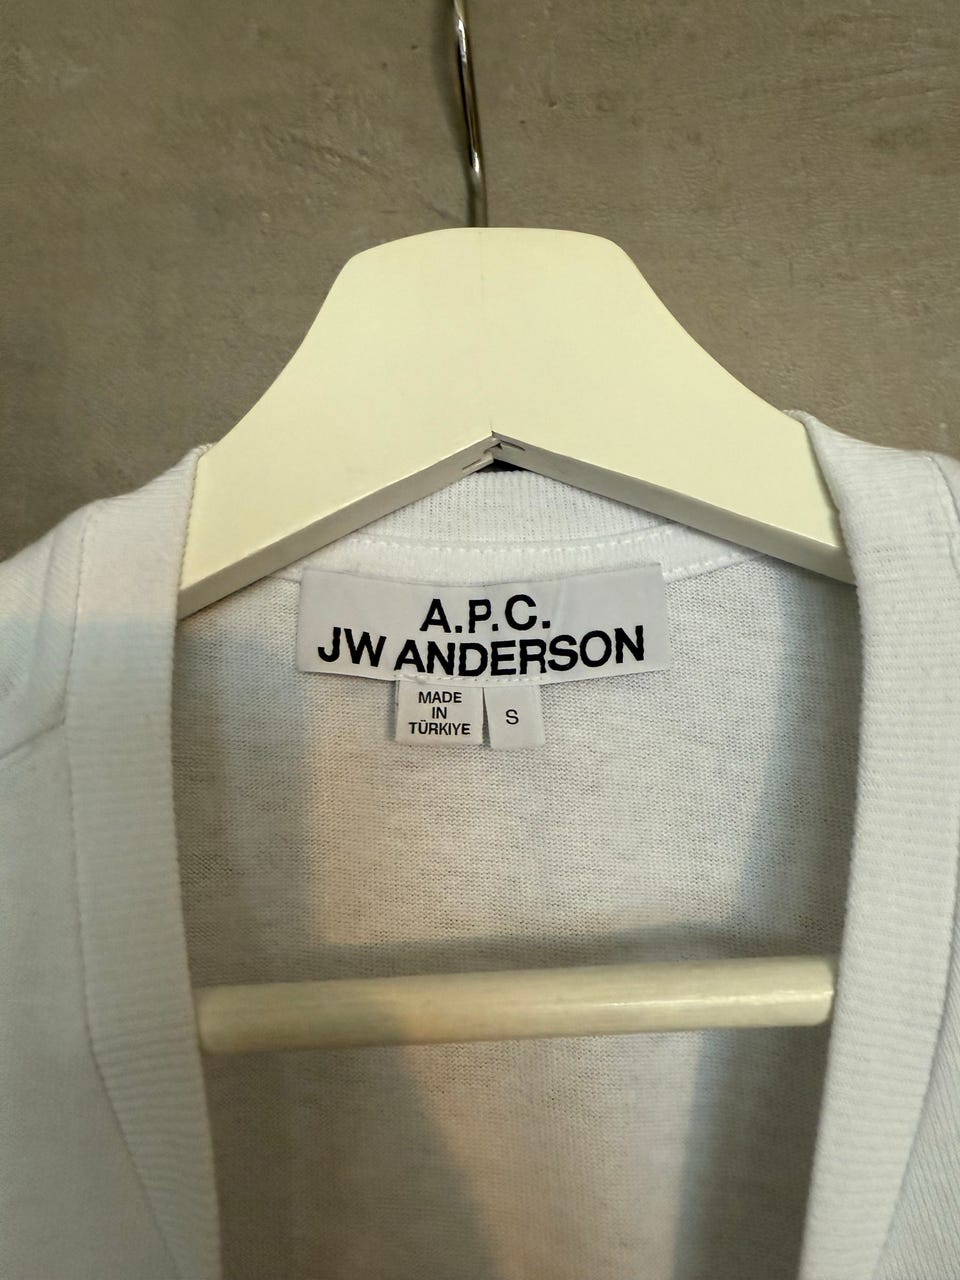 A.P.C.
JW ANDERSON
MADE
IN
TÜRKIYE
S